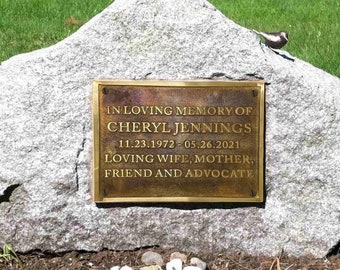 IN LOVING MEMORY OF
CHERYL JENNINGS
11.23.1972 - 05.26.2021
LOVING WIFE, MOTHER,
FRIEND AND ADVOCATE